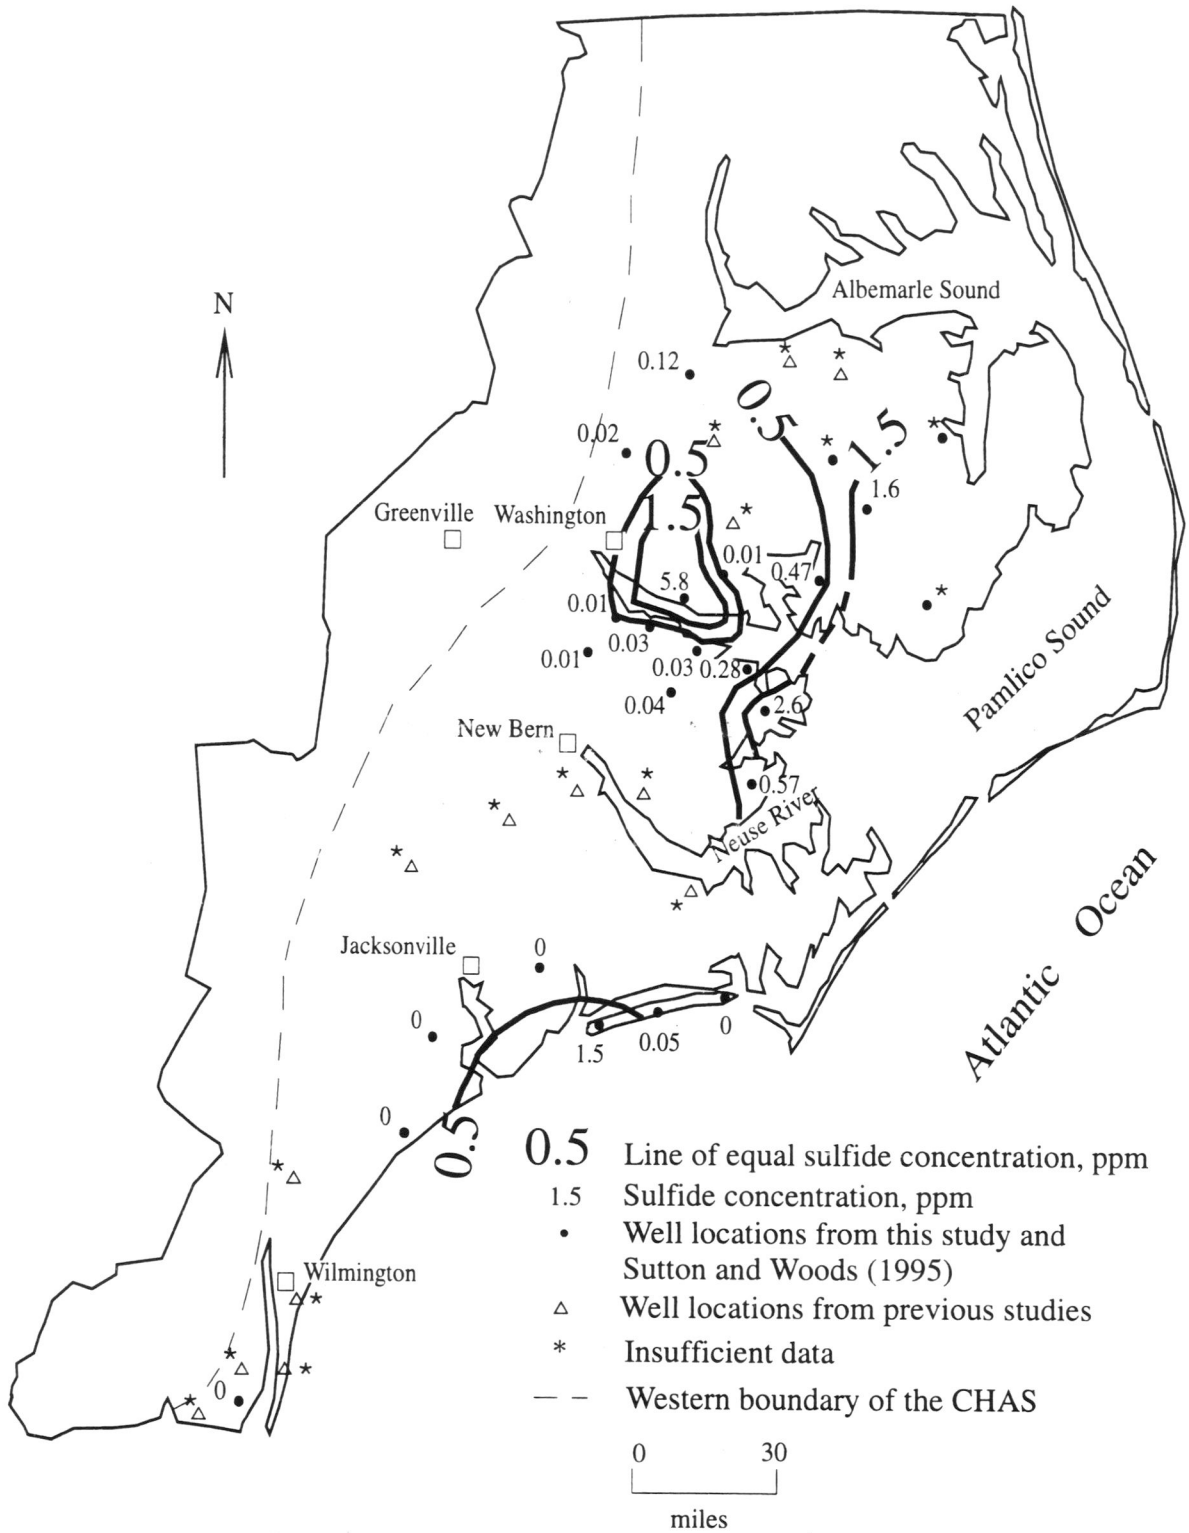 N
Albemarle Sound
0.12
0.5
0.02
0.5
1.5
1.6
Greenville
Washington
1.5
0.01
0.47
5.8
0.01
0.03
0.01
0.03
0.28
0.04
2.6
Pamlico Sound
New Bern
0.57
Neuse River
Atlantic Ocean
Jacksonville
0
0
1.5
0.05
0
0
0.5
0.5 Line of equal sulfide concentration, ppm
1.5 Sulfide concentration, ppm
Well locations from this study and
Sutton and Woods (1995)
Well locations from previous studies
* Insufficient data
Western boundary of the CHAS
Wilmington
0
0 30
miles